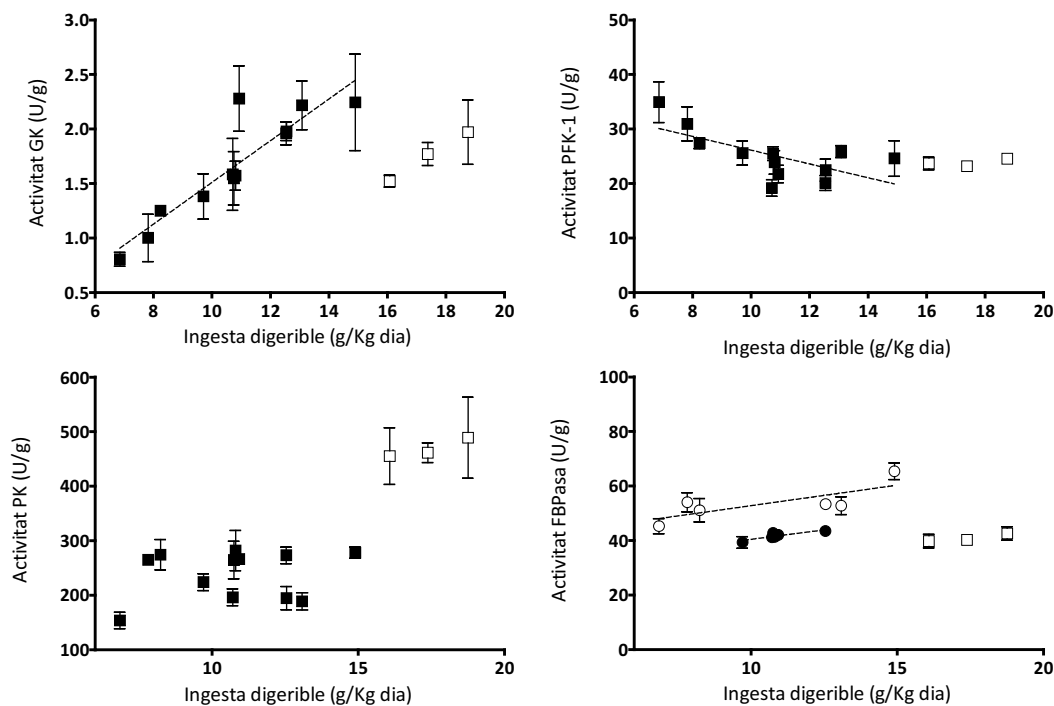 Activitat GK (U/g)
3.0
2.5
2.0
1.5
1.0
0.5
6 8 10 12 14 16 18 20
Ingesta digerible (g/Kg dia)
Activitat PFK-1 (U/g)
50
40
30
20
10
0
6 8 10 12 14 16 18 20
Ingesta digerible (g/Kg dia)
Activitat PK (U/g)
600
500
400
300
200
100
10 15 20
Ingesta digerible (g/Kg dia)
Activitat FBPasa (U/g)
100
80
60
40
20
0
10 15 20
Ingesta digerible (g/Kg dia)